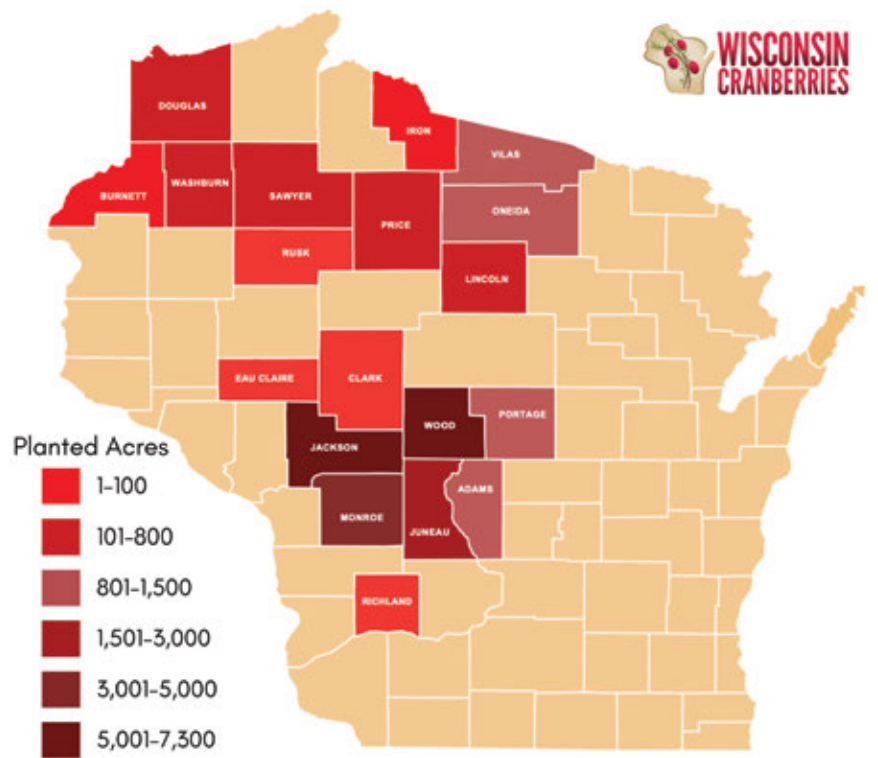 WISCONSIN
CRANBERRIES
DOUGLAS
IRON
VILAS
BURNETT
WASHBURN
SAWYER
ONEIDA
PRICE
RUSK
LINCOLN
EAU CLAIRE
CLARK
WOOD
PORTAGE
JACKSON
ADAMS
MONROE
JUNEAU
RICHLAND
Planted Acres
1-100
101-800
801-1,500
1,501-3,000
3,001-5,000
5,001-7,300